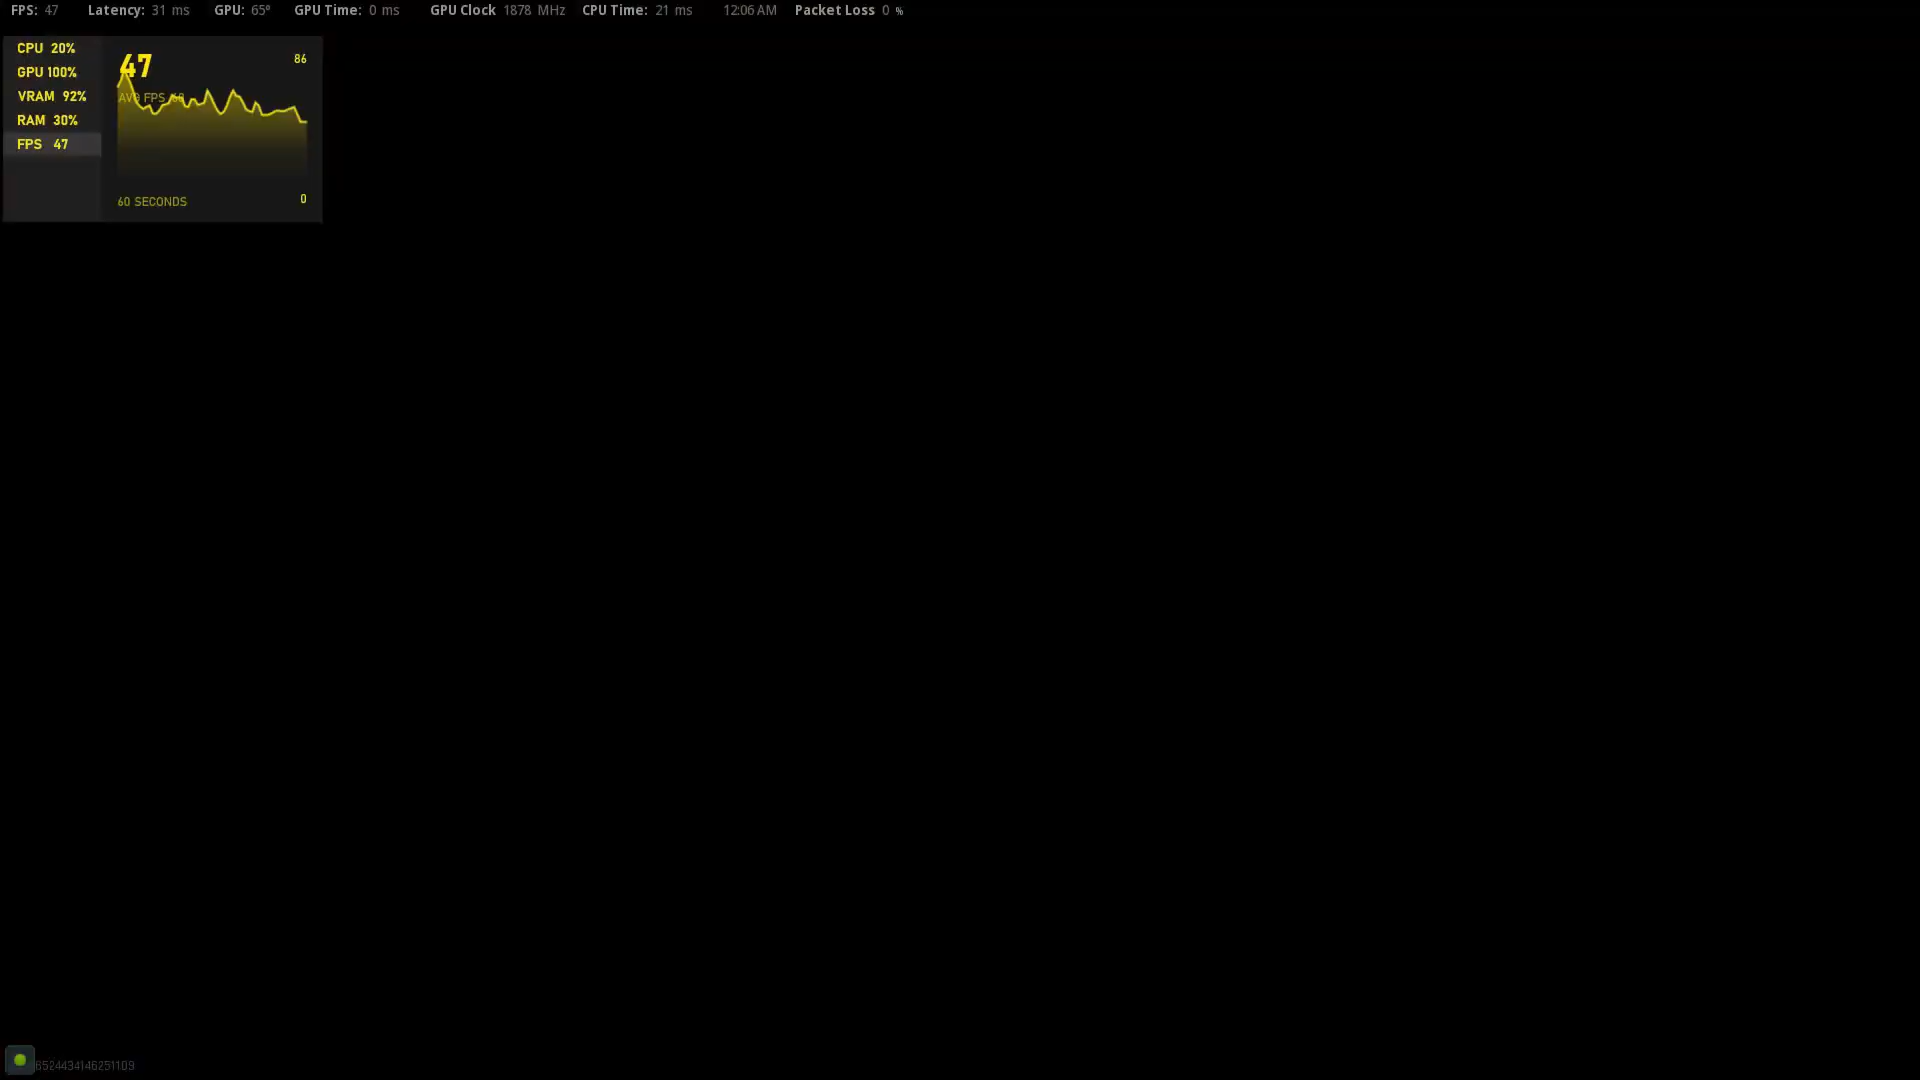 FPS: 47 Latency: 31 ms GPU: 65° GPU Time: 0 ms GPU Clock 1878 MHz CPU Time: 21 ms 12:06 AM Packet Loss 0 %
CPU 20%
GPU 100%
VRAM 92%
RAM 30%
FPS 47
47
86
AVG FPS
60 SECONDS
0